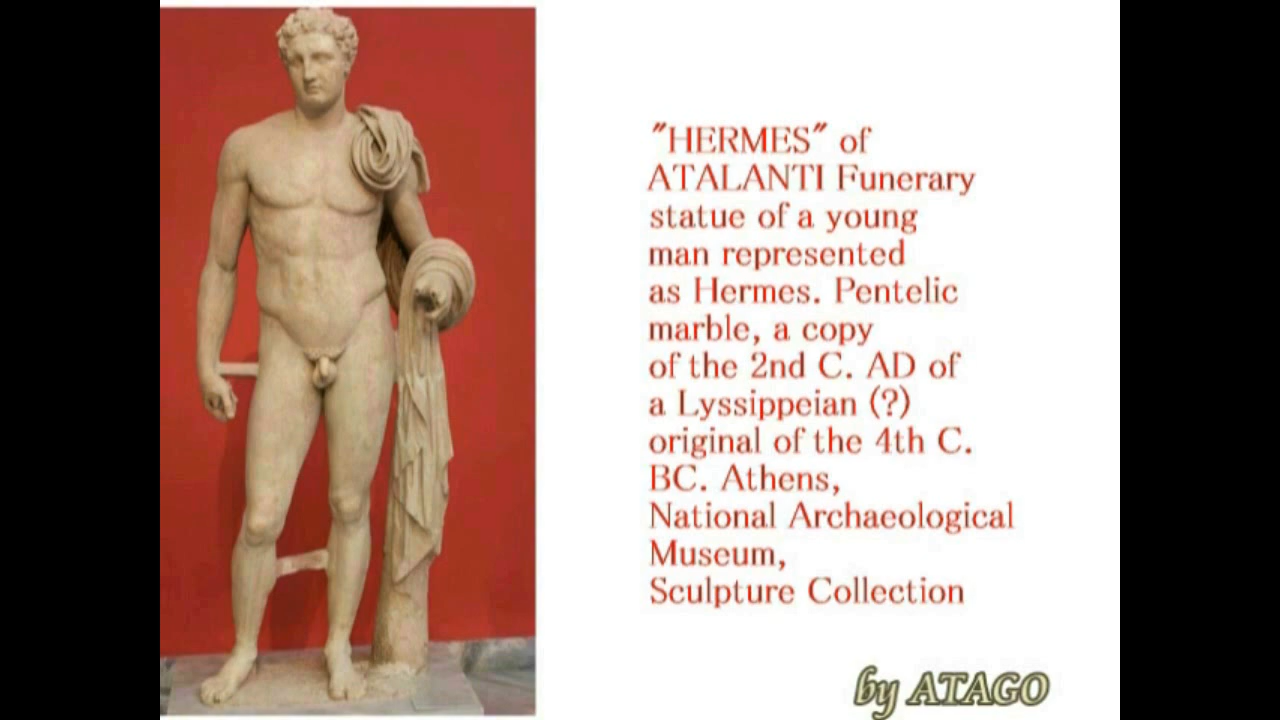 "HERMES" of
ATALANTI Funerary
statue of a young
man represented
as Hermes. Pentelic
marble, a copy
of the 2nd C. AD of
a Lyssippeian (?)
original of the 4th C.
BC. Athens,
National Archaeological
Museum,
Sculpture Collection
by ATAGO